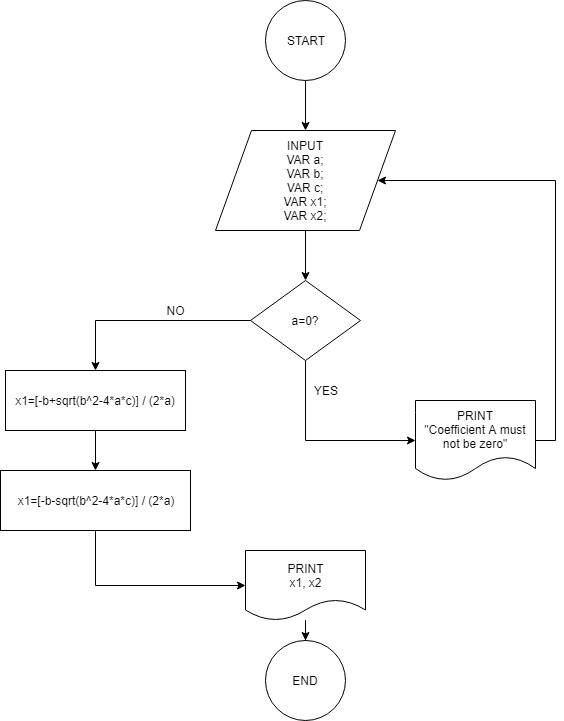 START
INPUT
VAR a;
VAR b;
VAR c;
VAR x1;
VAR x2;
a=0?
NO
YES
x1=[-b+sqrt(b^2-4*a*c)] / (2*a)
PRINT
"Coefficient A must
not be zero"
x1=[-b-sqrt(b^2-4*a*c)] / (2*a)
PRINT
x1, x2
END